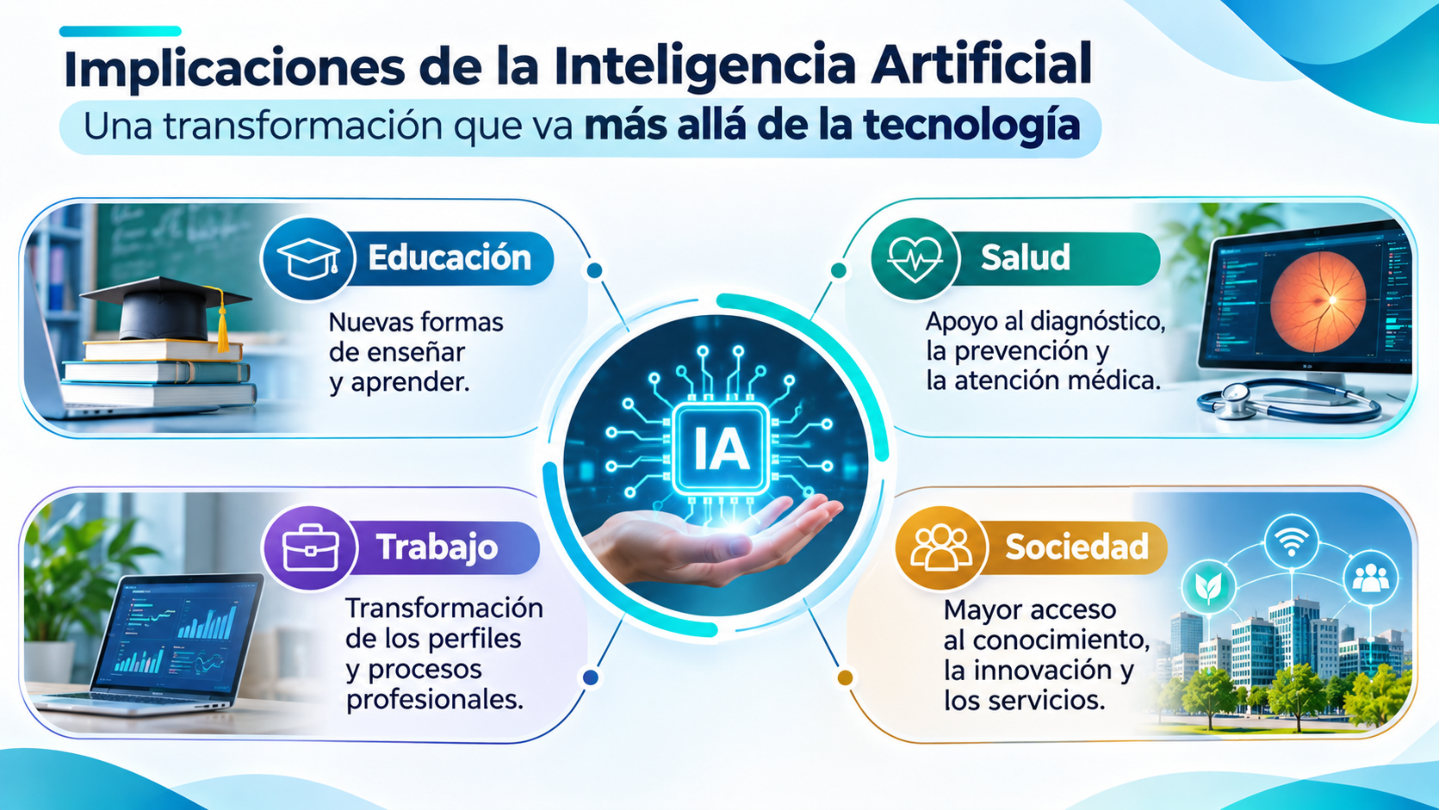 Implicaciones de la Inteligencia Artificial
Una transformación que va más allá de la tecnología
Educación
Nuevas formas
de enseñar
y aprender.
Salud
Apoyo al diagnóstico,
la prevención y
la atención médica.
IA
Trabajo
Transformación
de los perfiles
y procesos
profesionales.
Sociedad
Mayor acceso
al conocimiento,
la innovación y
los servicios.